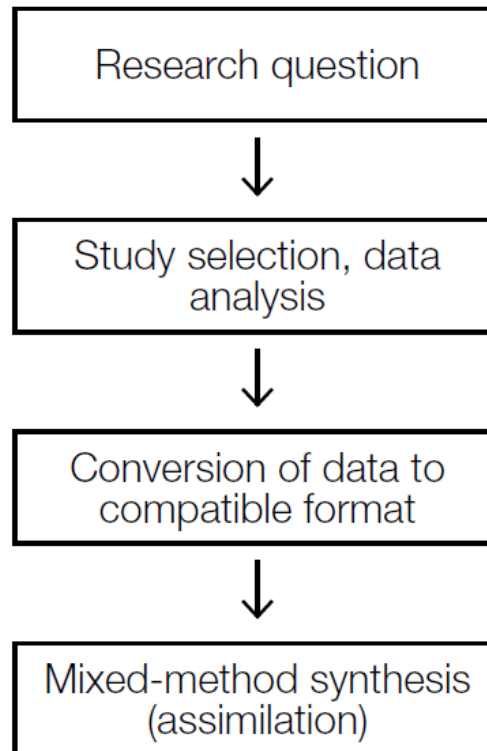 Research question
Study selection, data
analysis
Conversion of data to
compatible format
Mixed-method synthesis
(assimilation)